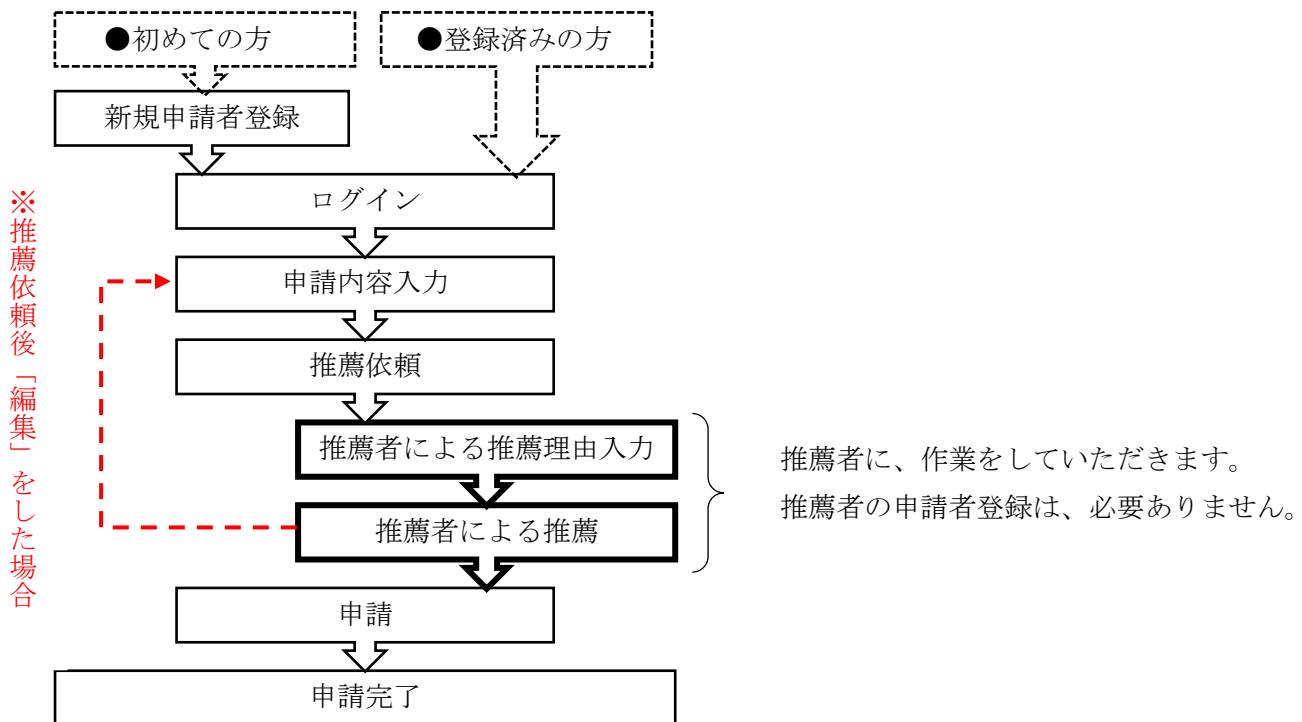 ●初めての方
●登録済みの方
新規申請者登録
ログイン
申請内容入力
推薦依頼
推薦者による推薦理由入力
推薦者による推薦
申請
申請完了
※推薦依頼後「編集」をした場合
推薦者に、作業をしていただきます。
推薦者の申請者登録は、必要ありません。